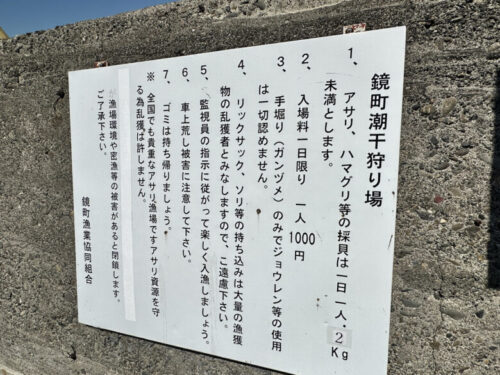 鏡町潮干狩り場
1、アサリ、ハマグリ等の採貝は一日一人、2Kg
未満とします。
2、入場料一日限り 一人1000円
3、手掘り（ガンヅメ）のみでジョウレン等の使用
は一切認めません。
4、リックサック、ソリ等の持ち込みは大量の漁獲
物の乱獲者とみなしますので、ご遠慮下さい。
5、監視員の指示に従がって楽しく入漁しましょう。
6、車上荒し被害に注意して下さい。
7、ゴミは持ち帰りましょう。
※ 全国でも貴重なアサリ漁場ですアサリ資源を守
る為乱獲は許しません。
漁場環境や密漁等の被害があると閉鎖します。
ご了承下さい。
鏡町漁業協同組合